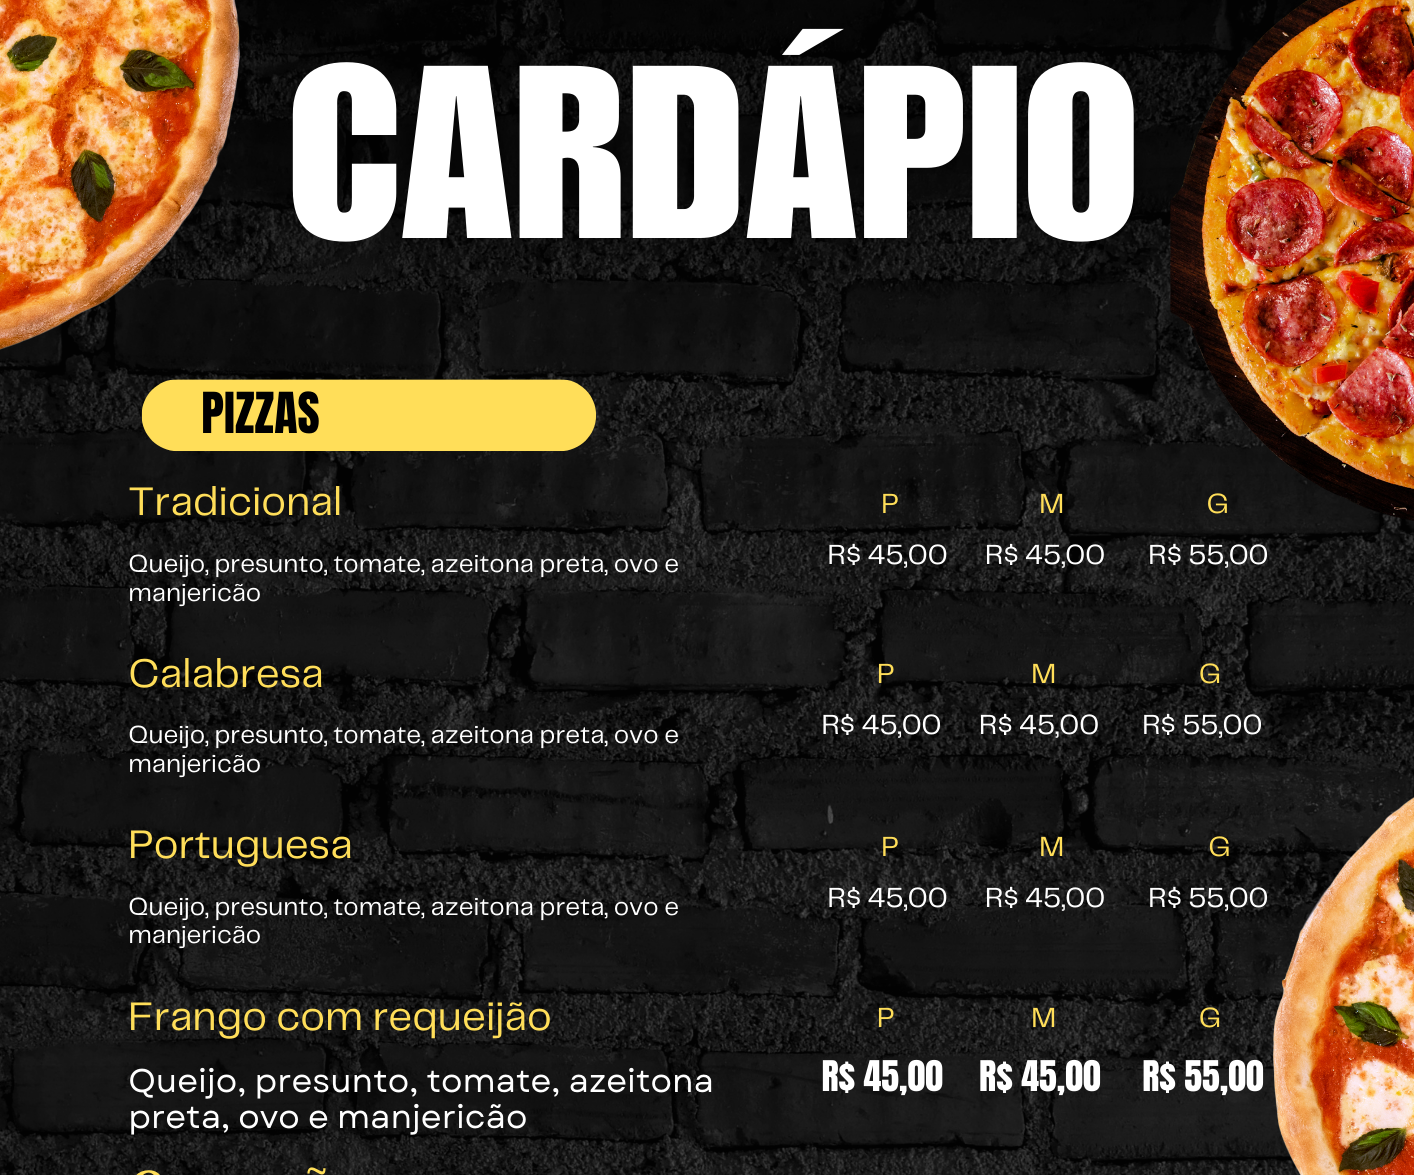 CARDÁPIO
PIZZAS
Tradicional
P M G
R$ 45,00 R$ 45,00 R$ 55,00
Queijo, presunto, tomate, azeitona preta, ovo e
manjericão
Calabresa
P M G
R$ 45,00 R$ 45,00 R$ 55,00
Queijo, presunto, tomate, azeitona preta, ovo e
manjericão
Portuguesa
P M G
R$ 45,00 R$ 45,00 R$ 55,00
Queijo, presunto, tomate, azeitona preta, ovo e
manjericão
Frango com requeijão
P M G
R$ 45,00 R$ 45,00 R$ 55,00
Queijo, presunto, tomate, azeitona
preta, ovo e manjericão